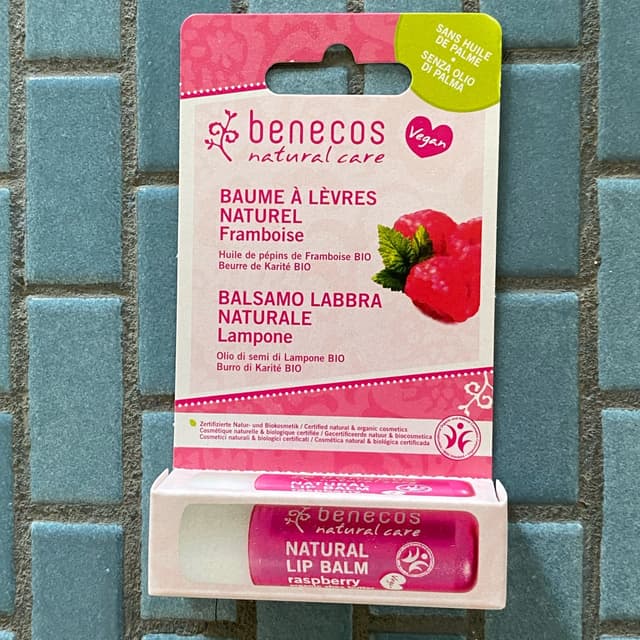 SANS HUILE
DE PALME
•
SENZA OLIO
DI PALMA
benecos
natural care
Vegan
BAUME À LÈVRES
NATUREL
Framboise
Huile de pépins de Framboise BIO
Beurre de Karité BIO
BALSAMO LABBRA
NATURALE
Lampone
Olio di semi di Lampone BIO
Burro di Karité BIO
Zertifizierte Natur- und Biokosmetik / Certified natural & organic cosmetics
Cosmétique naturelle & biologique certifiée / Gecertificeerde natuur & biocosmetica
Cosmetici naturali & biologici certificati / Cosmética natural & biológica certificada
NATURAL
LIP BALM
benecos
natural care
NATURAL
LIP BALM
raspberry